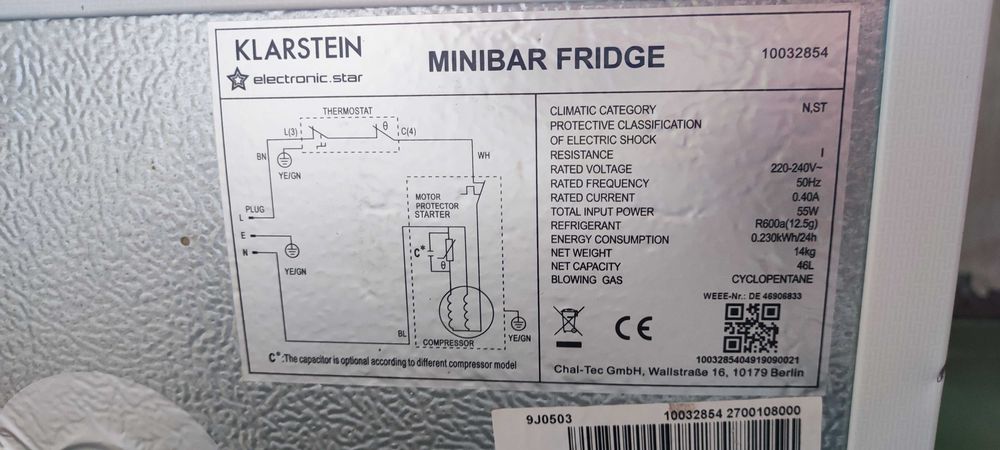 KLARSTEIN
electronic.star
MINIBAR FRIDGE
10032854
THERMOSTAT
L(3)
θ
C(4)
BN
YE/GN
WH
MOTOR
PROTECTOR
STARTER
PLUG
L
E
N
YE/GN
C*
θ
BL
COMPRESSOR
YE/GN
C*:The capacitor is optional according to different compressor model
CLIMATIC CATEGORY N,ST
PROTECTIVE CLASSIFICATION
OF ELECTRIC SHOCK
RESISTANCE I
RATED VOLTAGE 220-240V~
RATED FREQUENCY 50Hz
RATED CURRENT 0.40A
TOTAL INPUT POWER 55W
REFRIGERANT R600a(12.5g)
ENERGY CONSUMPTION 0.230kWh/24h
NET WEIGHT 14kg
NET CAPACITY 46L
BLOWING GAS CYCLOPENTANE
WEEE-Nr.: DE 46906833
CE
1003285404919090021
Chal-Tec GmbH, Wallstraße 16, 10179 Berlin
9J0503 10032854 2700108000